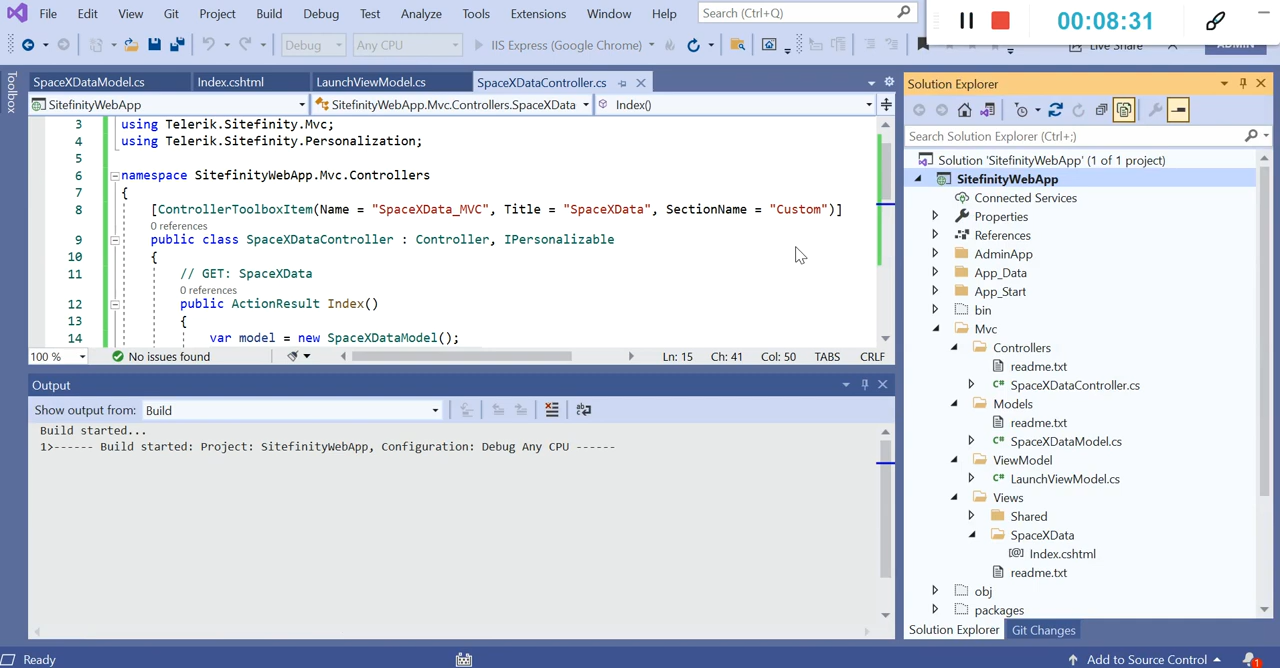 File Edit View Git Project Build Debug Test Analyze Tools Extensions Window Help Search (Ctrl+Q)
00:08:31
Debug Any CPU IIS Express (Google Chrome) Live Share ADMIN
Toolbox
SpaceXDataModel.cs Index.cshtml LaunchViewModel.cs SpaceXDataController.cs
SitefinityWebApp SitefinityWebApp.Mvc.Controllers.SpaceXData Index()
3 using Telerik.Sitefinity.Mvc;
4 using Telerik.Sitefinity.Personalization;
5
6 namespace SitefinityWebApp.Mvc.Controllers
7 {
8 [ControllerToolboxItem(Name = "SpaceXData_MVC", Title = "SpaceXData", SectionName = "Custom")]
0 references
9 public class SpaceXDataController : Controller, IPersonalizable
10 {
11 // GET: SpaceXData
0 references
12 public ActionResult Index()
13 {
14 var model = new SpaceXDataModel();
100 % No issues found Ln: 15 Ch: 41 Col: 50 TABS CRLF
Output
Show output from: Build
Build started...
1>------ Build started: Project: SitefinityWebApp, Configuration: Debug Any CPU ------
Solution Explorer
Search Solution Explorer (Ctrl+;)
Solution 'SitefinityWebApp' (1 of 1 project)
SitefinityWebApp
Connected Services
Properties
References
AdminApp
App_Data
App_Start
bin
Mvc
Controllers
readme.txt
SpaceXDataController.cs
Models
readme.txt
SpaceXDataModel.cs
ViewModel
LaunchViewModel.cs
Views
Shared
SpaceXData
Index.cshtml
readme.txt
obj
packages
Solution Explorer Git Changes
Ready Add to Source Control 1